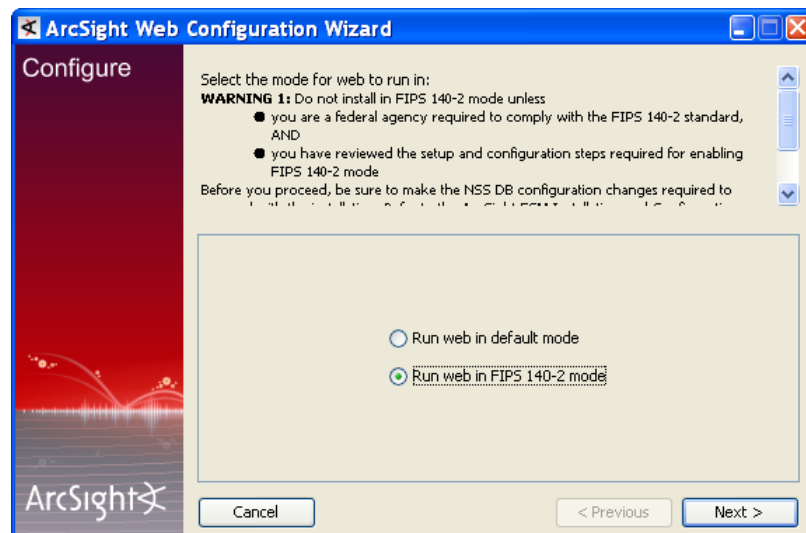 ArcSight Web Configuration Wizard
Configure
Select the mode for web to run in:
WARNING 1: Do not install in FIPS 140-2 mode unless
● you are a federal agency required to comply with the FIPS 140-2 standard,
AND
● you have reviewed the setup and configuration steps required for enabling
FIPS 140-2 mode
Before you proceed, be sure to make the NSS DB configuration changes required to
Run web in default mode
Run web in FIPS 140-2 mode
ArcSight
Cancel
< Previous
Next >